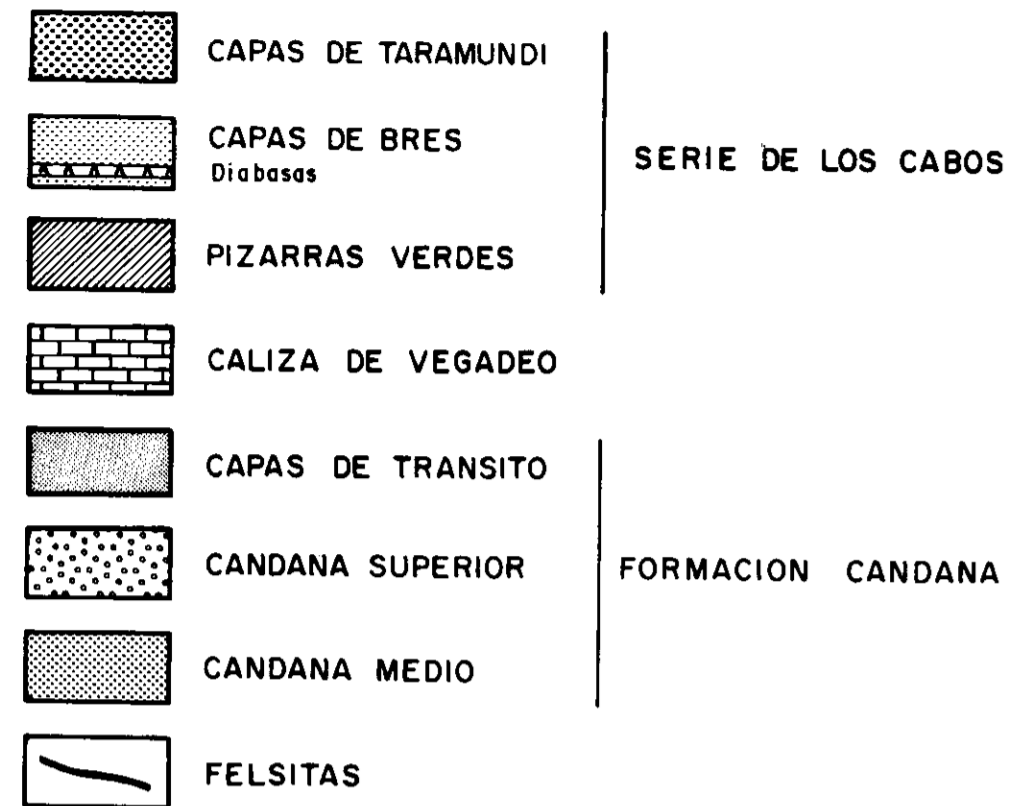 CAPAS DE TARAMUNDI
CAPAS DE BRES
Diabasas
SERIE DE LOS CABOS
PIZARRAS VERDES
CALIZA DE VEGADEO
CAPAS DE TRANSITO
CANDANA SUPERIOR
FORMACION CANDANA
CANDANA MEDIO
FELSITAS